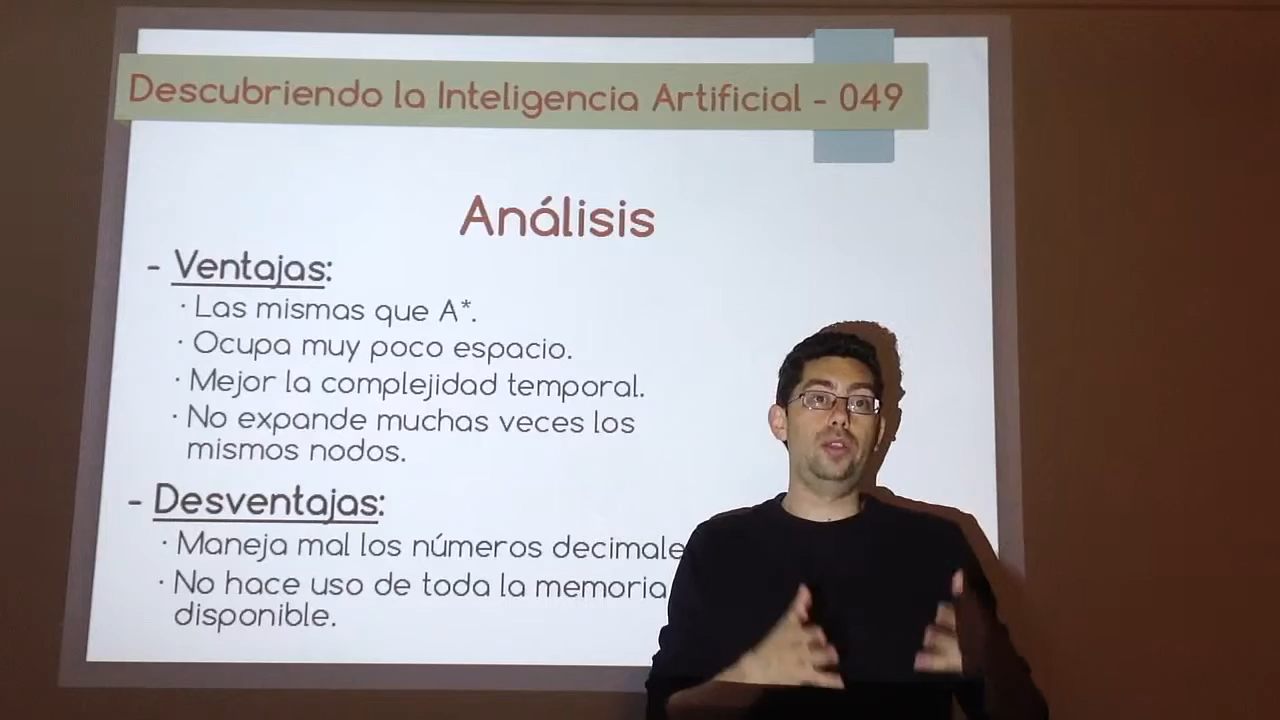 Descubriendo la Inteligencia Artificial - 049
Análisis
- Ventajas:
· Las mismas que A*.
· Ocupa muy poco espacio.
· Mejor la complejidad temporal.
· No expande muchas veces los
mismos nodos.
- Desventajas:
· Maneja mal los números decimale
· No hace uso de toda la memoria
disponible.